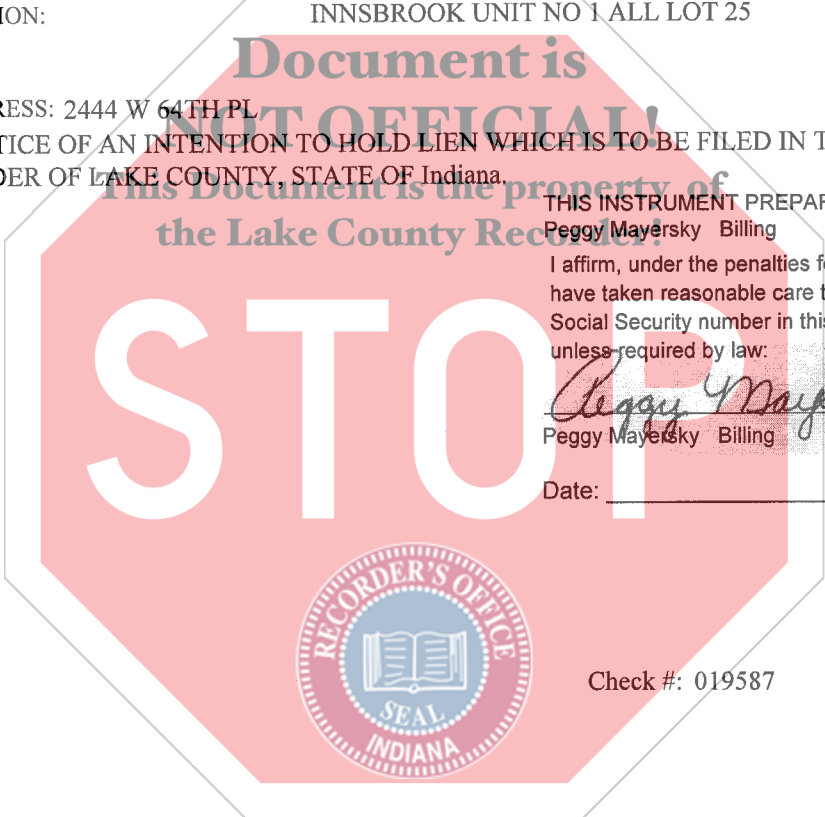 ION: INNSBROOK UNIT NO 1 ALL LOT 25
Document is
RESS: 2444 W 64TH PL
NOT OFFICIAL!
TICE OF AN INTENTION TO HOLD LIEN WHICH IS TO BE FILED IN T
DER OF LAKE COUNTY, STATE OF Indiana.
This Document is the property of
the Lake County Recorder!
THIS INSTRUMENT PREPAR
Peggy Mayersky Billing
I affirm, under the penalties f
have taken reasonable care t
Social Security number in this
unless required by law:
Peggy May
Peggy Mayersky Billing
Date:
STOP
RECORDER'S OFFICE
SEAL
INDIANA
Check #: 019587